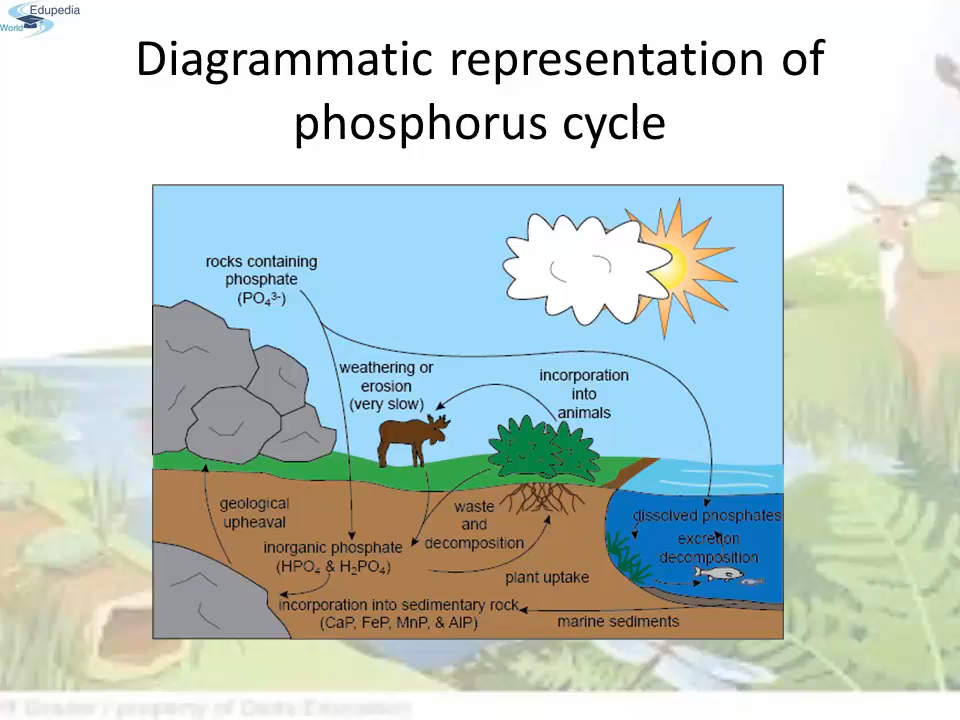 Edupedia
World
Diagrammatic representation of
phosphorus cycle
rocks containing
phosphate
(PO₄³⁻)
weathering or
erosion
(very slow)
incorporation
into
animals
geological
upheaval
waste
and
decomposition
dissolved phosphates
excretion
decomposition
inorganic phosphate
(HPO₄ & H₂PO₄)
plant uptake
incorporation into sedimentary rock
(CaP, FeP, MnP, & AlP)
marine sediments